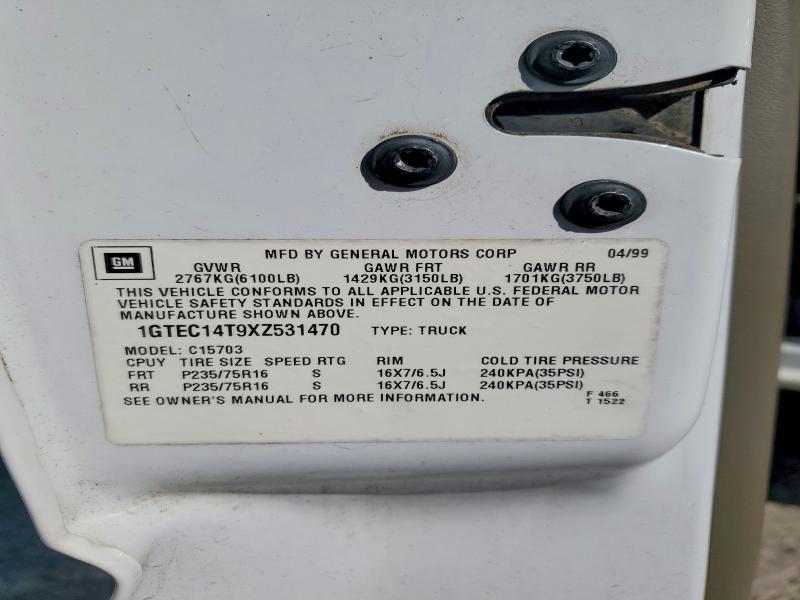 GM
MFD BY GENERAL MOTORS CORP 04/99
GVWR GAWR FRT GAWR RR
2767KG(6100LB) 1429KG(3150LB) 1701KG(3750LB)
THIS VEHICLE CONFORMS TO ALL APPLICABLE U.S. FEDERAL MOTOR
VEHICLE SAFETY STANDARDS IN EFFECT ON THE DATE OF
MANUFACTURE SHOWN ABOVE.
1GTEC14T9XZ531470 TYPE: TRUCK
MODEL: C15703
CPUY TIRE SIZE SPEED RTG RIM COLD TIRE PRESSURE
FRT P235/75R16 S 16X7/6.5J 240KPA(35PSI)
RR P235/75R16 S 16X7/6.5J 240KPA(35PSI)
SEE OWNER'S MANUAL FOR MORE INFORMATION. F 466
T 1522